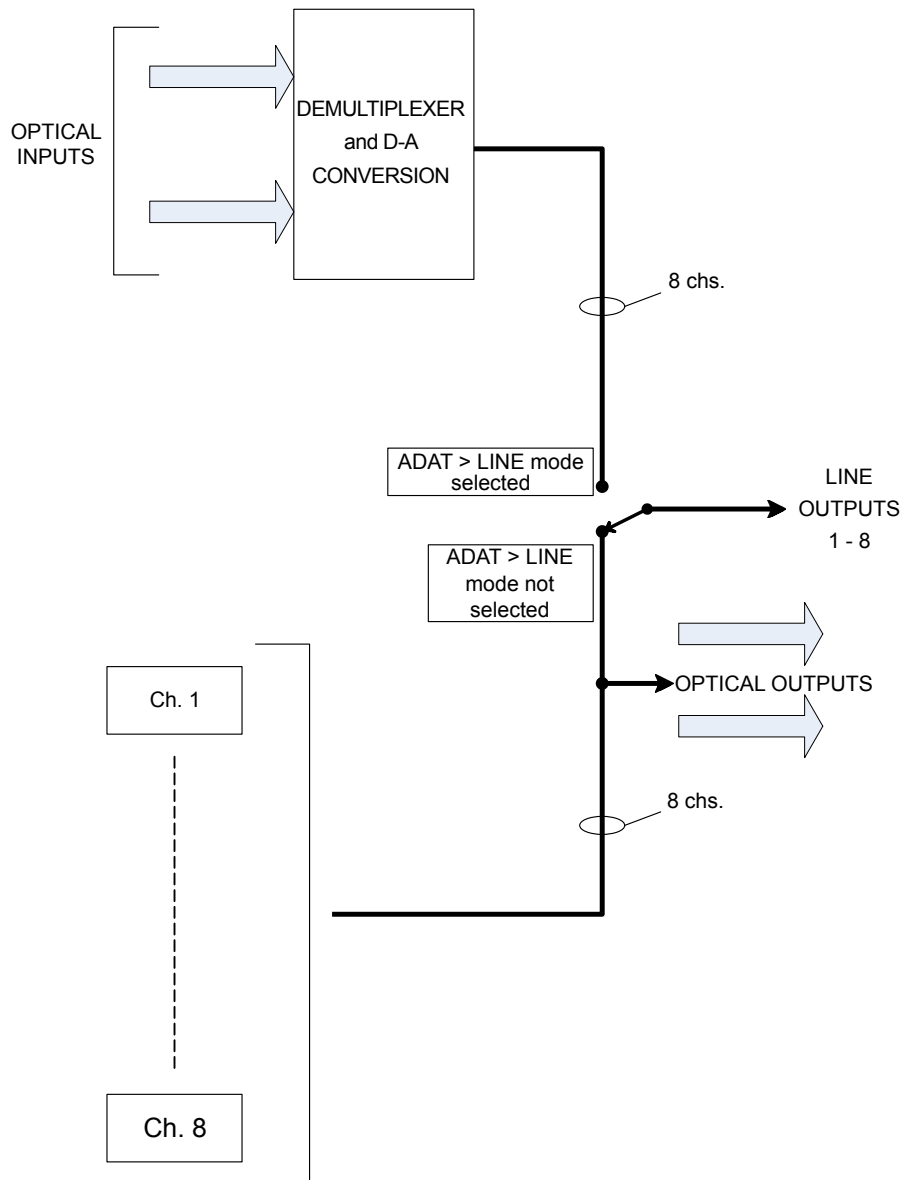 OPTICAL
INPUTS
DEMULTIPLEXER
and D-A
CONVERSION
8 chs.
ADAT > LINE mode
selected
LINE
OUTPUTS
1 - 8
ADAT > LINE
mode not
selected
OPTICAL OUTPUTS
Ch. 1
8 chs.
Ch. 8